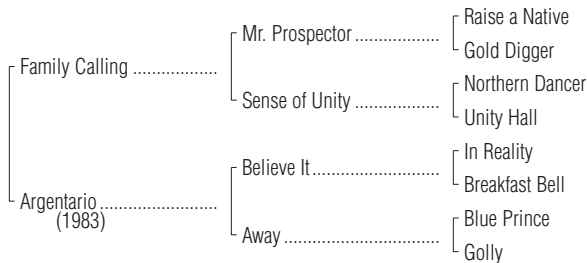 Raise a Native
Mr. Prospector ..................
Gold Digger
Family Calling ..................
Northern Dancer
Sense of Unity ..................
Unity Hall
In Reality
Believe It ...........................
Breakfast Bell
Argentario .........................
(1983)
Blue Prince
Away .................................
Golly